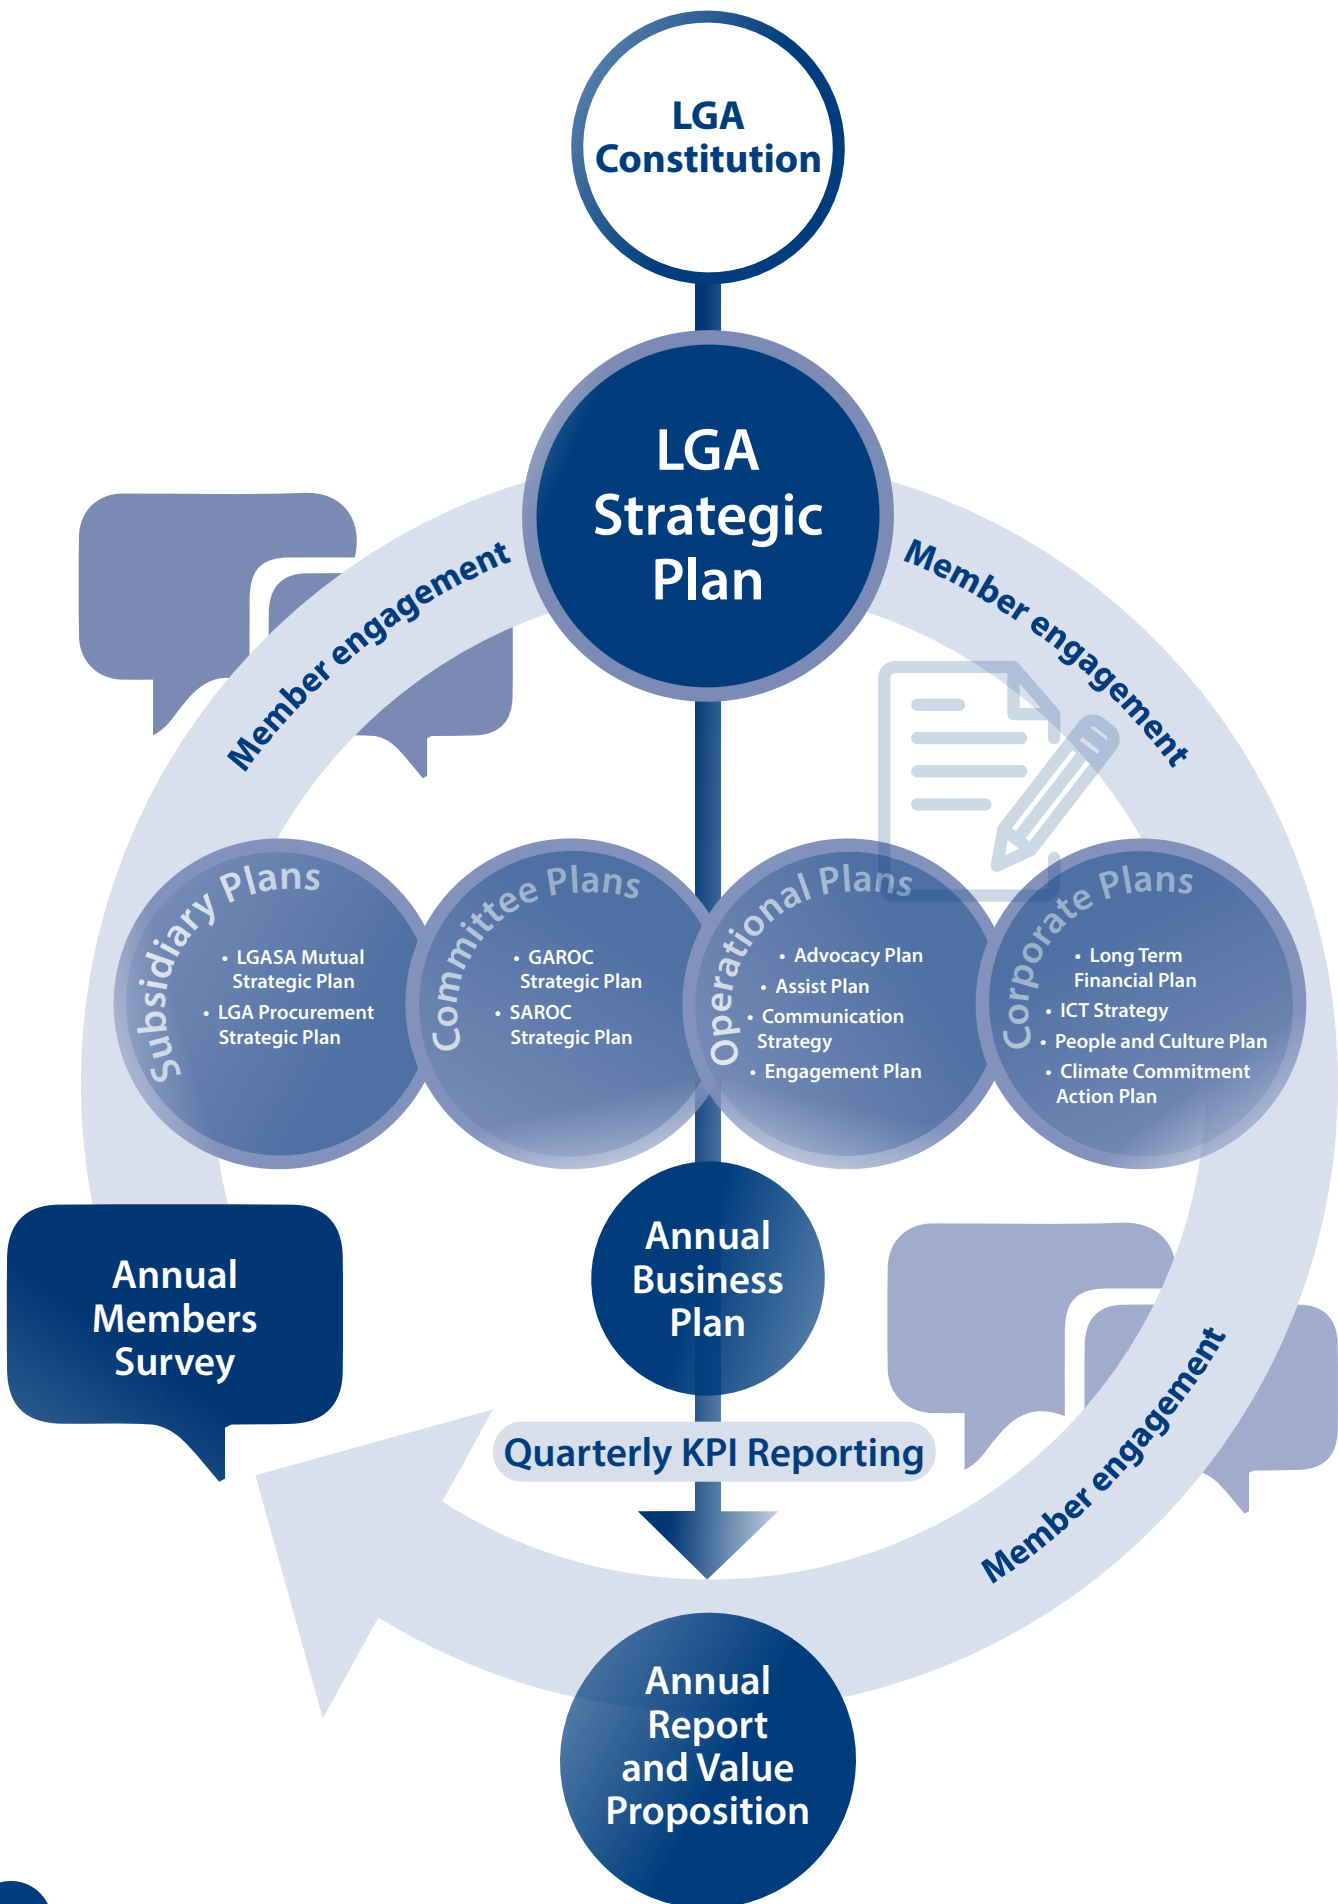 LGA
Constitution
LGA
Strategic
Plan
Member engagement
Member engagement
Subsidiary Plans
• LGASA Mutual
Strategic Plan
• LGA Procurement
Strategic Plan
Committee Plans
• GAROC
Strategic Plan
• SAROC
Strategic Plan
Operational Plans
• Advocacy Plan
• Assist Plan
• Communication
Strategy
• Engagement Plan
Corporate Plans
• Long Term
Financial Plan
• ICT Strategy
• People and Culture Plan
• Climate Commitment
Action Plan
Annual
Members
Survey
Annual
Business
Plan
Quarterly KPI Reporting
Member engagement
Annual
Report
and Value
Proposition